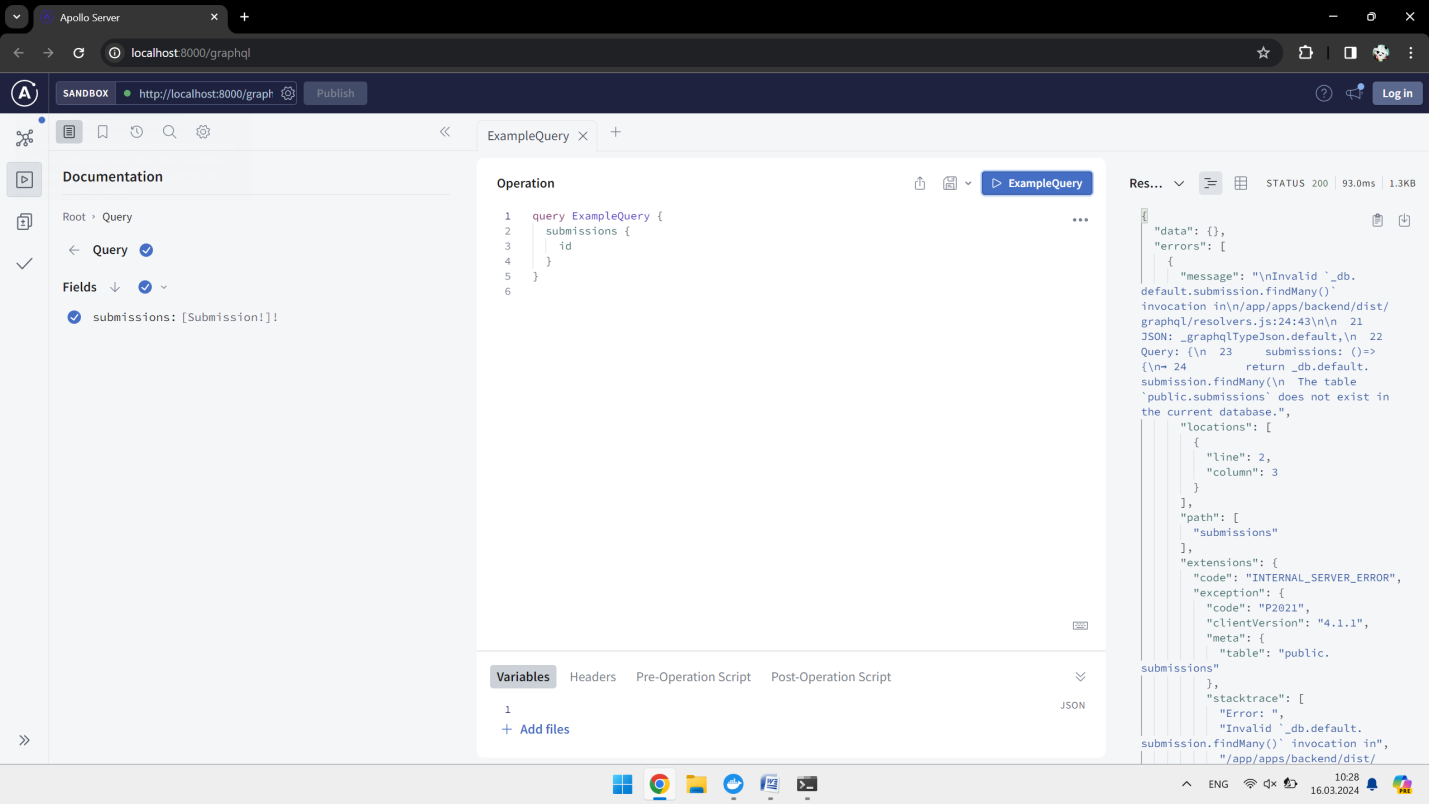 Apollo Server
localhost:8000/graphql
SANDBOX
http://localhost:8000/graph
Publish
Log in
Documentation
Root › Query
Query
Fields
submissions: [Submission!]!
ExampleQuery
Operation
ExampleQuery
1 query ExampleQuery {
2 submissions {
3 id
4 }
5 }
6
Variables
Headers
Pre-Operation Script
Post-Operation Script
1
JSON
+ Add files
Res...
STATUS 200
93.0ms
1.3KB
{
"data": {},
"errors": [
{
"message": "\nInvalid `_db.
default.submission.findMany()`
invocation in\n/app/apps/backend/dist/
graphql/resolvers.js:24:43\n\n  21
JSON: _graphqlTypeJson.default,\n  22
Query: {\n  23     submissions: ()=>
{\n→ 24         return _db.default.
submission.findMany(\n  The table
`public.submissions` does not exist in
the current database.",
"locations": [
{
"line": 2,
"column": 3
}
],
"path": [
"submissions"
],
"extensions": {
"code": "INTERNAL_SERVER_ERROR",
"exception": {
"code": "P2021",
"clientVersion": "4.1.1",
"meta": {
"table": "public.
submissions"
},
"stacktrace": [
"Error: ",
"Invalid `_db.default.
submission.findMany()` invocation in",
"/app/apps/backend/dist/
ENG
10:28
16.03.2024
PRE